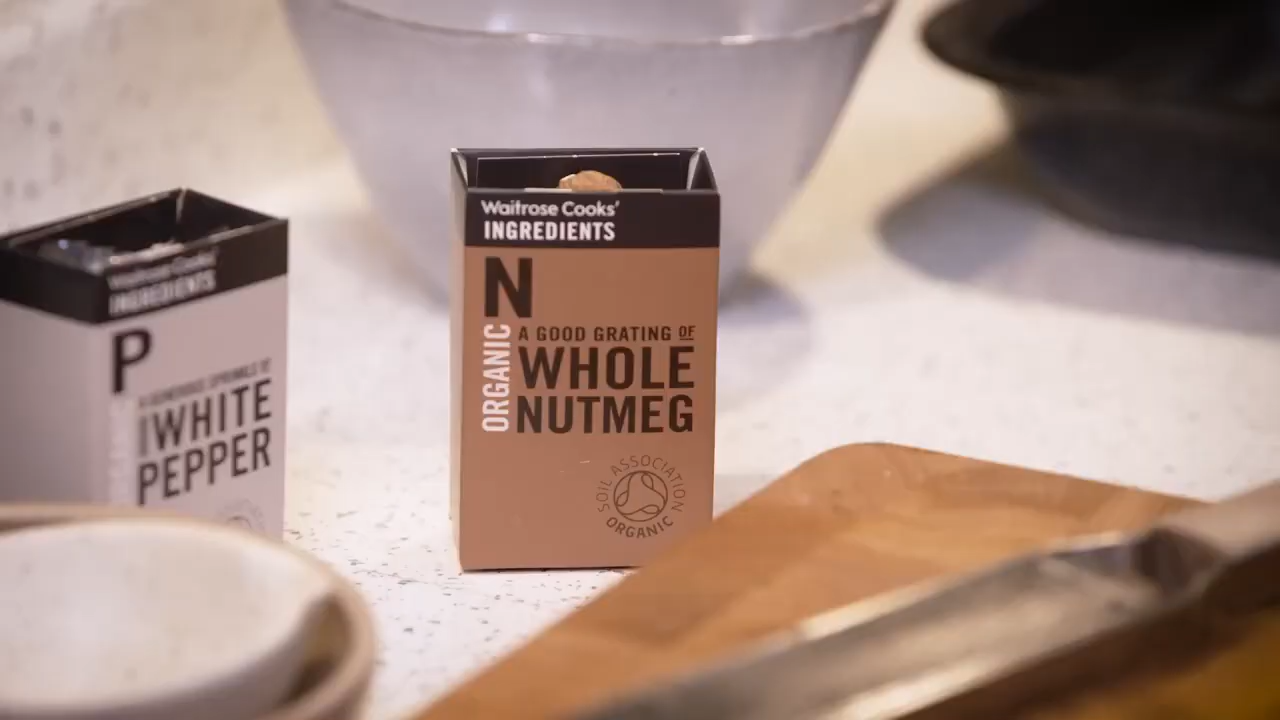 Waitrose Cooks'
INGREDIENTS
P
WHITE
PEPPER
Waitrose Cooks'
INGREDIENTS
N
ORGANIC
A GOOD GRATING OF
WHOLE
NUTMEG
SOIL ASSOCIATION
ORGANIC